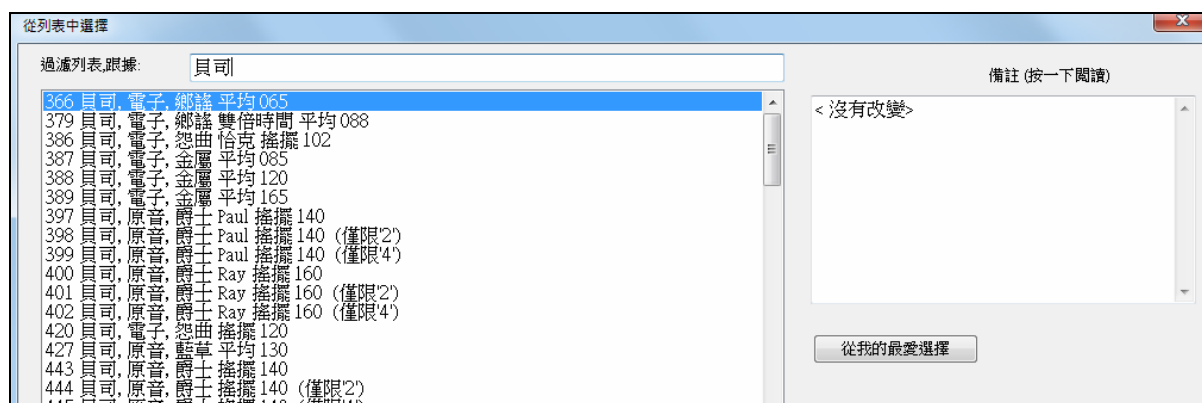 從列表中選擇
過濾列表,跟據:
貝司
366 貝司, 電子, 鄉謠 平均 065
379 貝司, 電子, 鄉謠 雙倍時間 平均 088
386 貝司, 電子, 怨曲 恰克 搖擺 102
387 貝司, 電子, 金屬 平均 085
388 貝司, 電子, 金屬 平均 120
389 貝司, 電子, 金屬 平均 165
397 貝司, 原音, 爵士 Paul 搖擺 140
398 貝司, 原音, 爵士 Paul 搖擺 140 (僅限'2')
399 貝司, 原音, 爵士 Paul 搖擺 140 (僅限'4')
400 貝司, 原音, 爵士 Ray 搖擺 160
401 貝司, 原音, 爵士 Ray 搖擺 160 (僅限'2')
402 貝司, 原音, 爵士 Ray 搖擺 160 (僅限'4')
420 貝司, 電子, 怨曲 搖擺 120
427 貝司, 原音, 藍草 平均 130
443 貝司, 原音, 爵士 搖擺 140
444 貝司, 原音, 爵士 搖擺 140 (僅限'2')
備註 (按一下閱讀)
< 沒有改變>
從我的最愛選擇